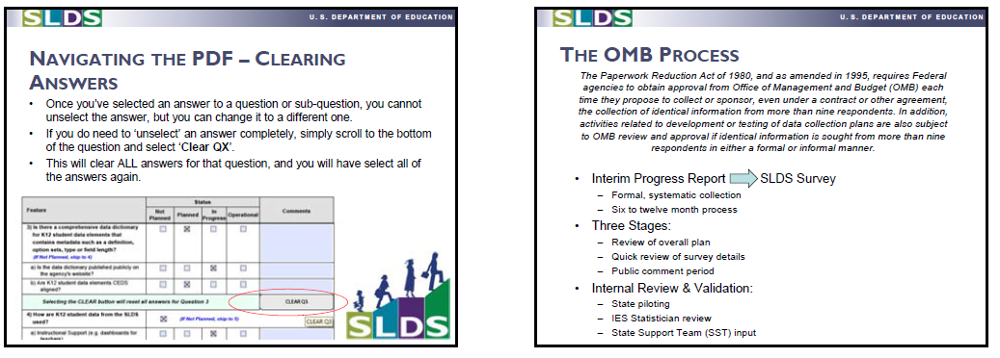 SLDS
U.S. DEPARTMENT OF EDUCATION
NAVIGATING THE PDF – CLEARING
ANSWERS
• Once you've selected an answer to a question or sub-question, you cannot
unselect the answer, but you can change it to a different one.
• If you do need to 'unselect' an answer completely, simply scroll to the bottom
of the question and select 'Clear QX'.
• This will clear ALL answers for that question, and you will have select all of
the answers again.
Status
Feature
Not Planned Planned In Progress Operational
Comments
3) Is there a comprehensive data dictionary
for K12 student data elements that
contains metadata such as a definition,
option sets, type or field length?
(If Not Planned, skip to 4)
a) Is the data dictionary published publicly on
the agency's website?
b) Are K12 student data elements CEDS
aligned?
Selecting the CLEAR button will reset all answers for Question 3
CLEAR Q3
4) How are K12 student data from the SLDS
used?
(If Not Planned, skip to 5)
CLEAR Q3
a) Instructional Support (e.g. dashboards for
teachers)
SLDS
SLDS
U.S. DEPARTMENT OF EDUCATION
THE OMB PROCESS
The Paperwork Reduction Act of 1980, and as amended in 1995, requires Federal
agencies to obtain approval from Office of Management and Budget (OMB) each
time they propose to collect or sponsor, even under a contract or other agreement,
the collection of identical information from more than nine respondents. In addition,
activities related to development or testing of data collection plans are also subject
to OMB review and approval if identical information is sought from more than nine
respondents in either a formal or informal manner.
• Interim Progress Report SLDS Survey
– Formal, systematic collection
– Six to twelve month process
• Three Stages:
– Review of overall plan
– Quick review of survey details
– Public comment period
• Internal Review & Validation:
– State piloting
– IES Statistician review
– State Support Team (SST) input